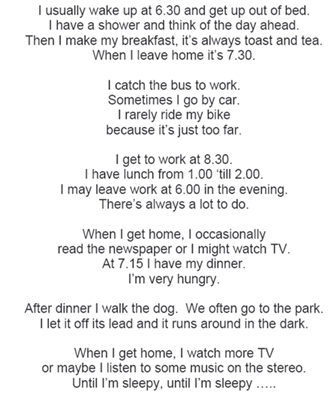 I usually wake up at 6.30 and get up out of bed.
I have a shower and think of the day ahead.
Then I make my breakfast, it's always toast and tea.
When I leave home it's 7.30.

I catch the bus to work.
Sometimes I go by car.
I rarely ride my bike
because it's just too far.

I get to work at 8.30.
I have lunch from 1.00 'till 2.00.
I may leave work at 6.00 in the evening.
There's always a lot to do.

When I get home, I occasionally
read the newspaper or I might watch TV.
At 7.15 I have my dinner.
I'm very hungry.

After dinner I walk the dog.  We often go to the park.
I let it off its lead and it runs around in the dark.

When I get home, I watch more TV
or maybe I listen to some music on the stereo.
Until I'm sleepy, until I'm sleepy …..